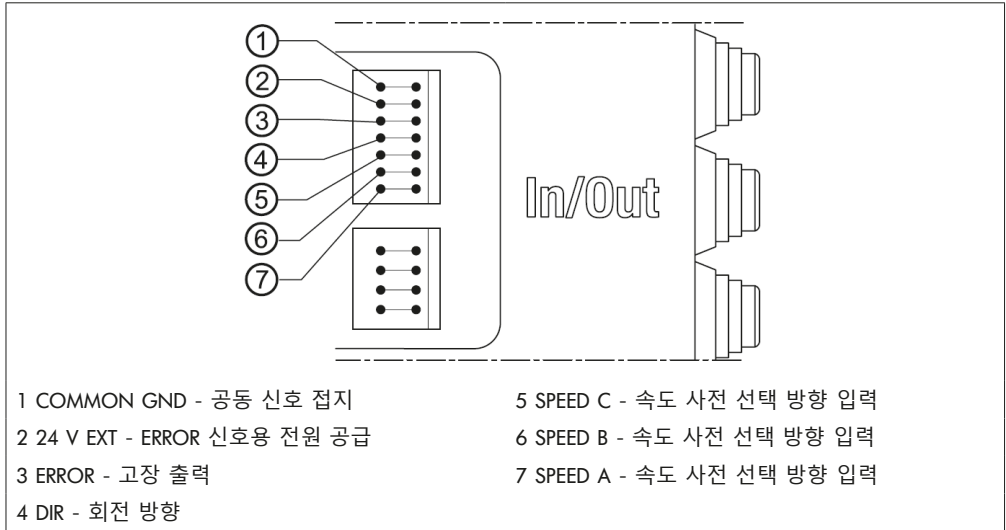 1
2
3
4
5
6
7
In/Out
1 COMMON GND - 공동 신호 접지
2 24 V EXT - ERROR 신호용 전원 공급
3 ERROR - 고장 출력
4 DIR - 회전 방향
5 SPEED C - 속도 사전 선택 방향 입력
6 SPEED B - 속도 사전 선택 방향 입력
7 SPEED A - 속도 사전 선택 방향 입력